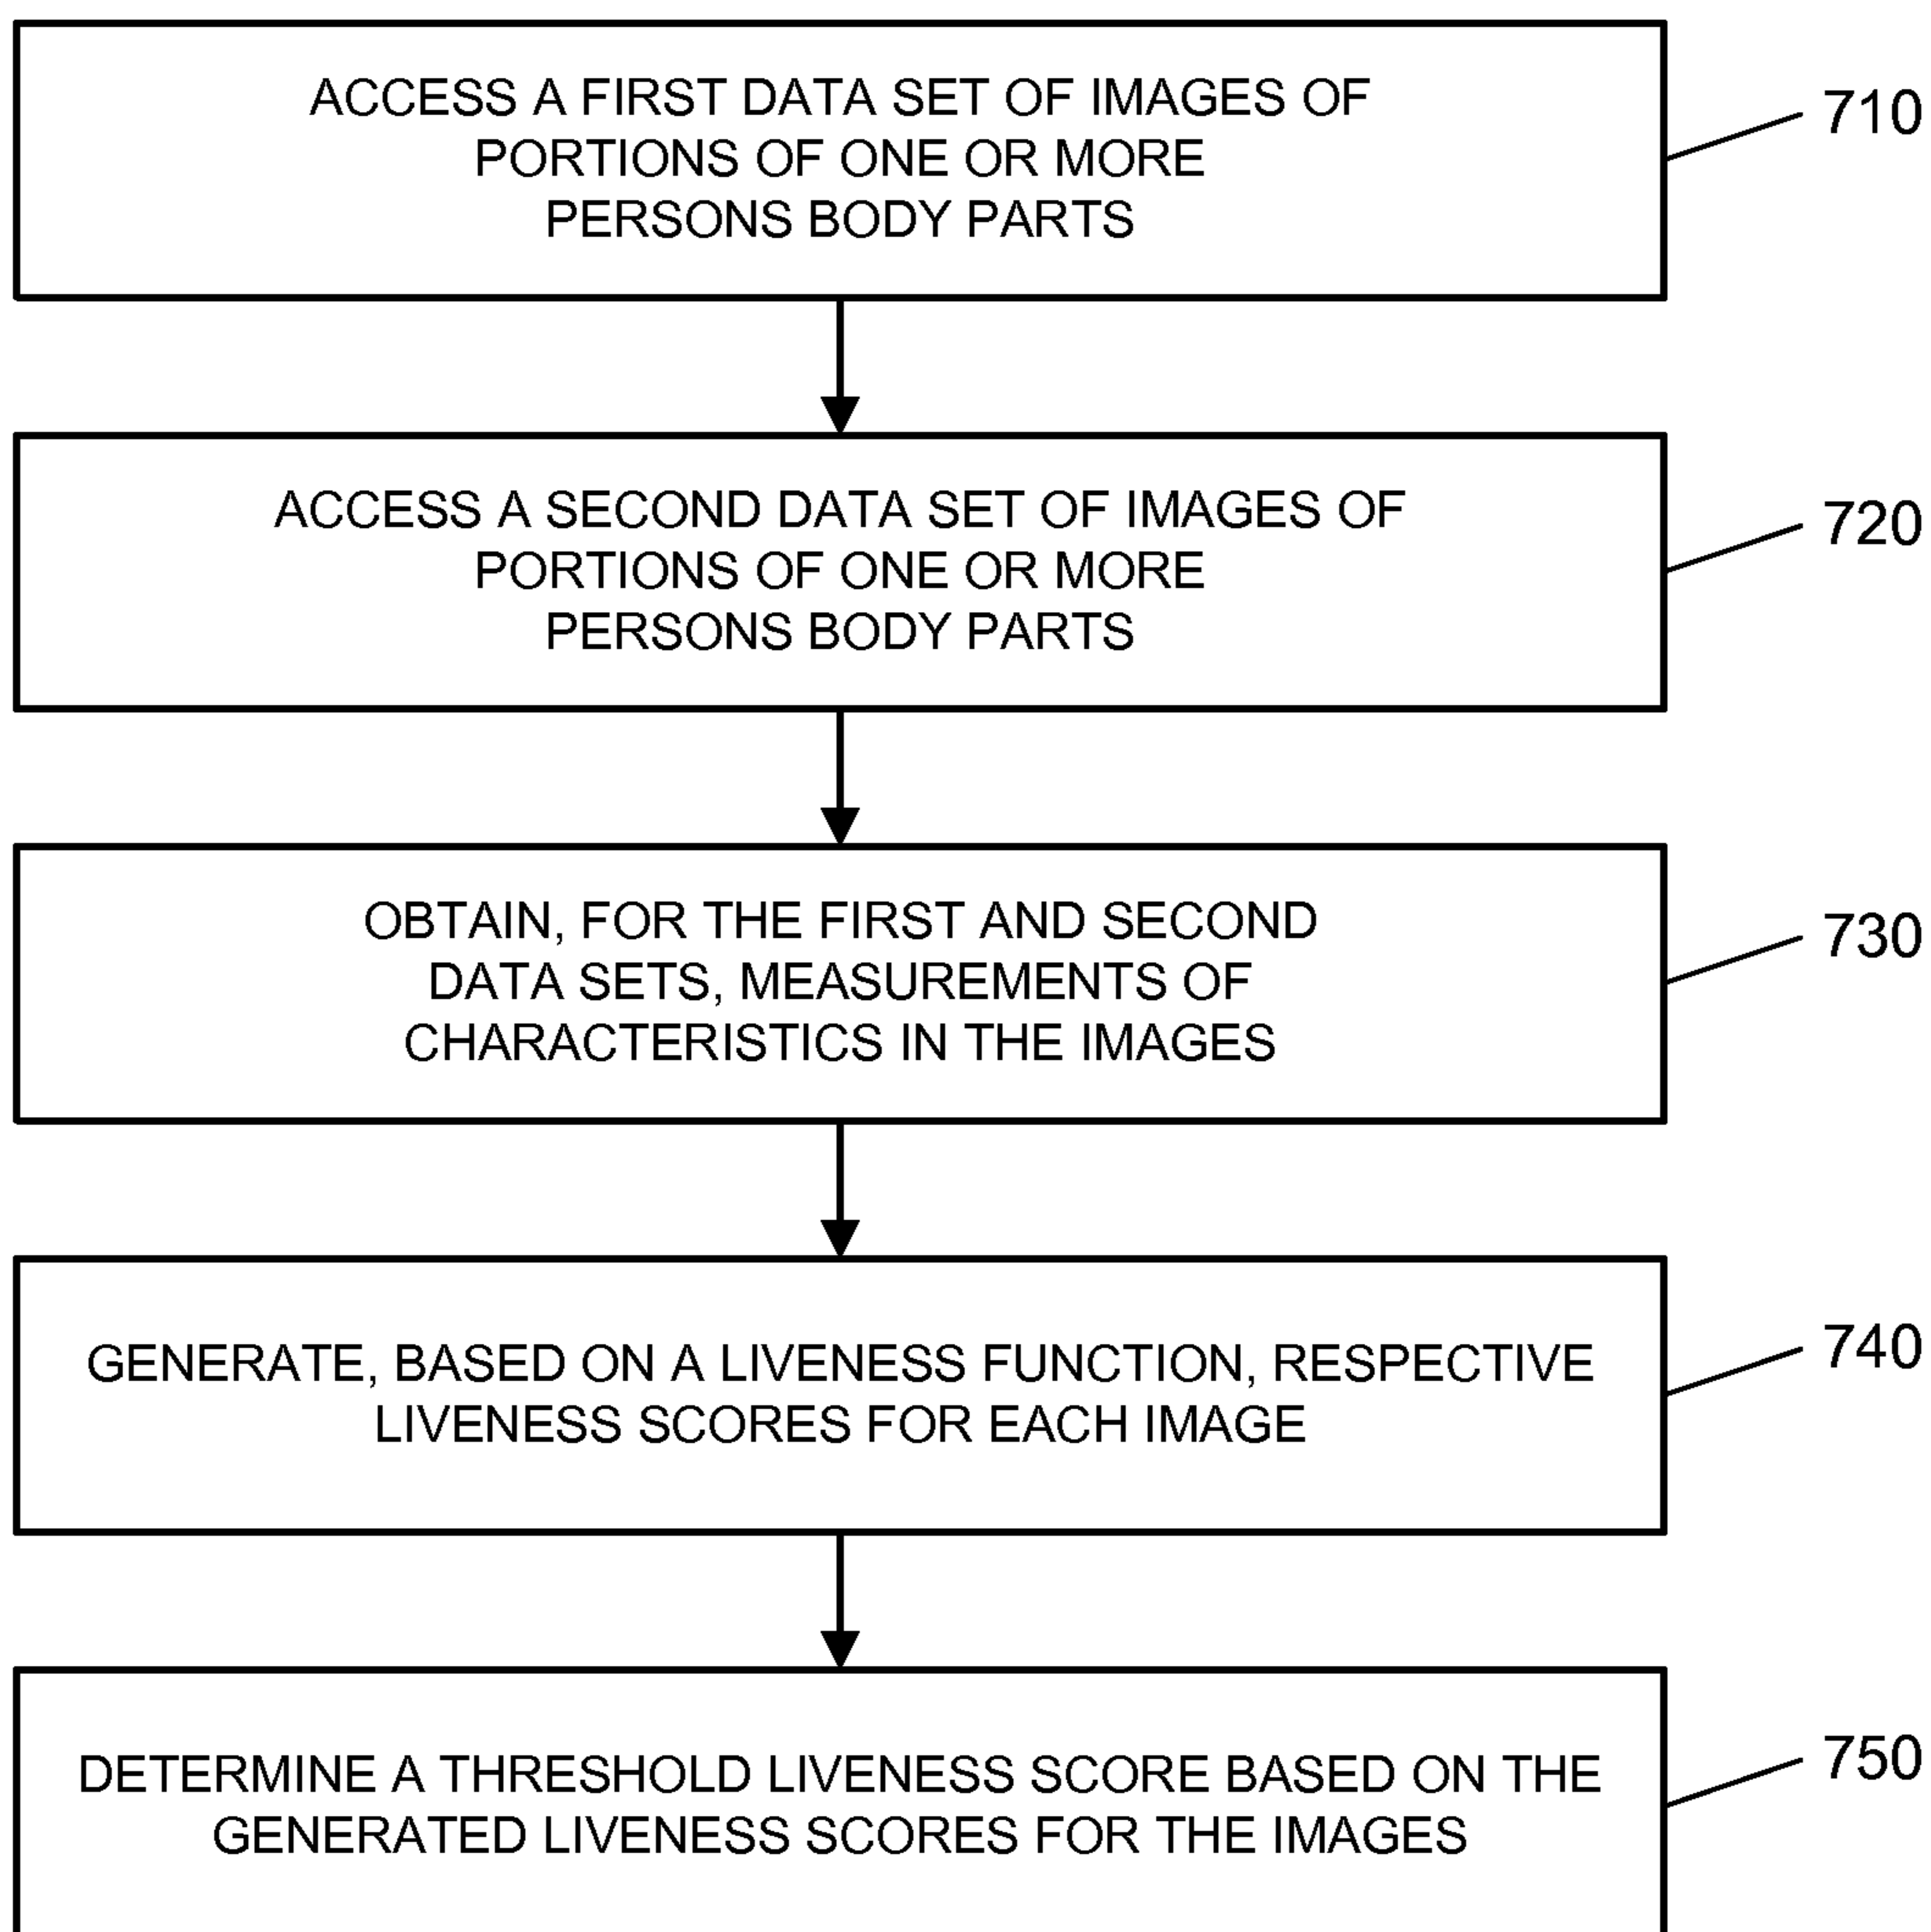 ACCESS A FIRST DATA SET OF IMAGES OF
PORTIONS OF ONE OR MORE
PERSONS BODY PARTS
710
ACCESS A SECOND DATA SET OF IMAGES OF
PORTIONS OF ONE OR MORE
PERSONS BODY PARTS
720
OBTAIN, FOR THE FIRST AND SECOND
DATA SETS, MEASUREMENTS OF
CHARACTERISTICS IN THE IMAGES
730
GENERATE, BASED ON A LIVENESS FUNCTION, RESPECTIVE
LIVENESS SCORES FOR EACH IMAGE
740
DETERMINE A THRESHOLD LIVENESS SCORE BASED ON THE
GENERATED LIVENESS SCORES FOR THE IMAGES
750